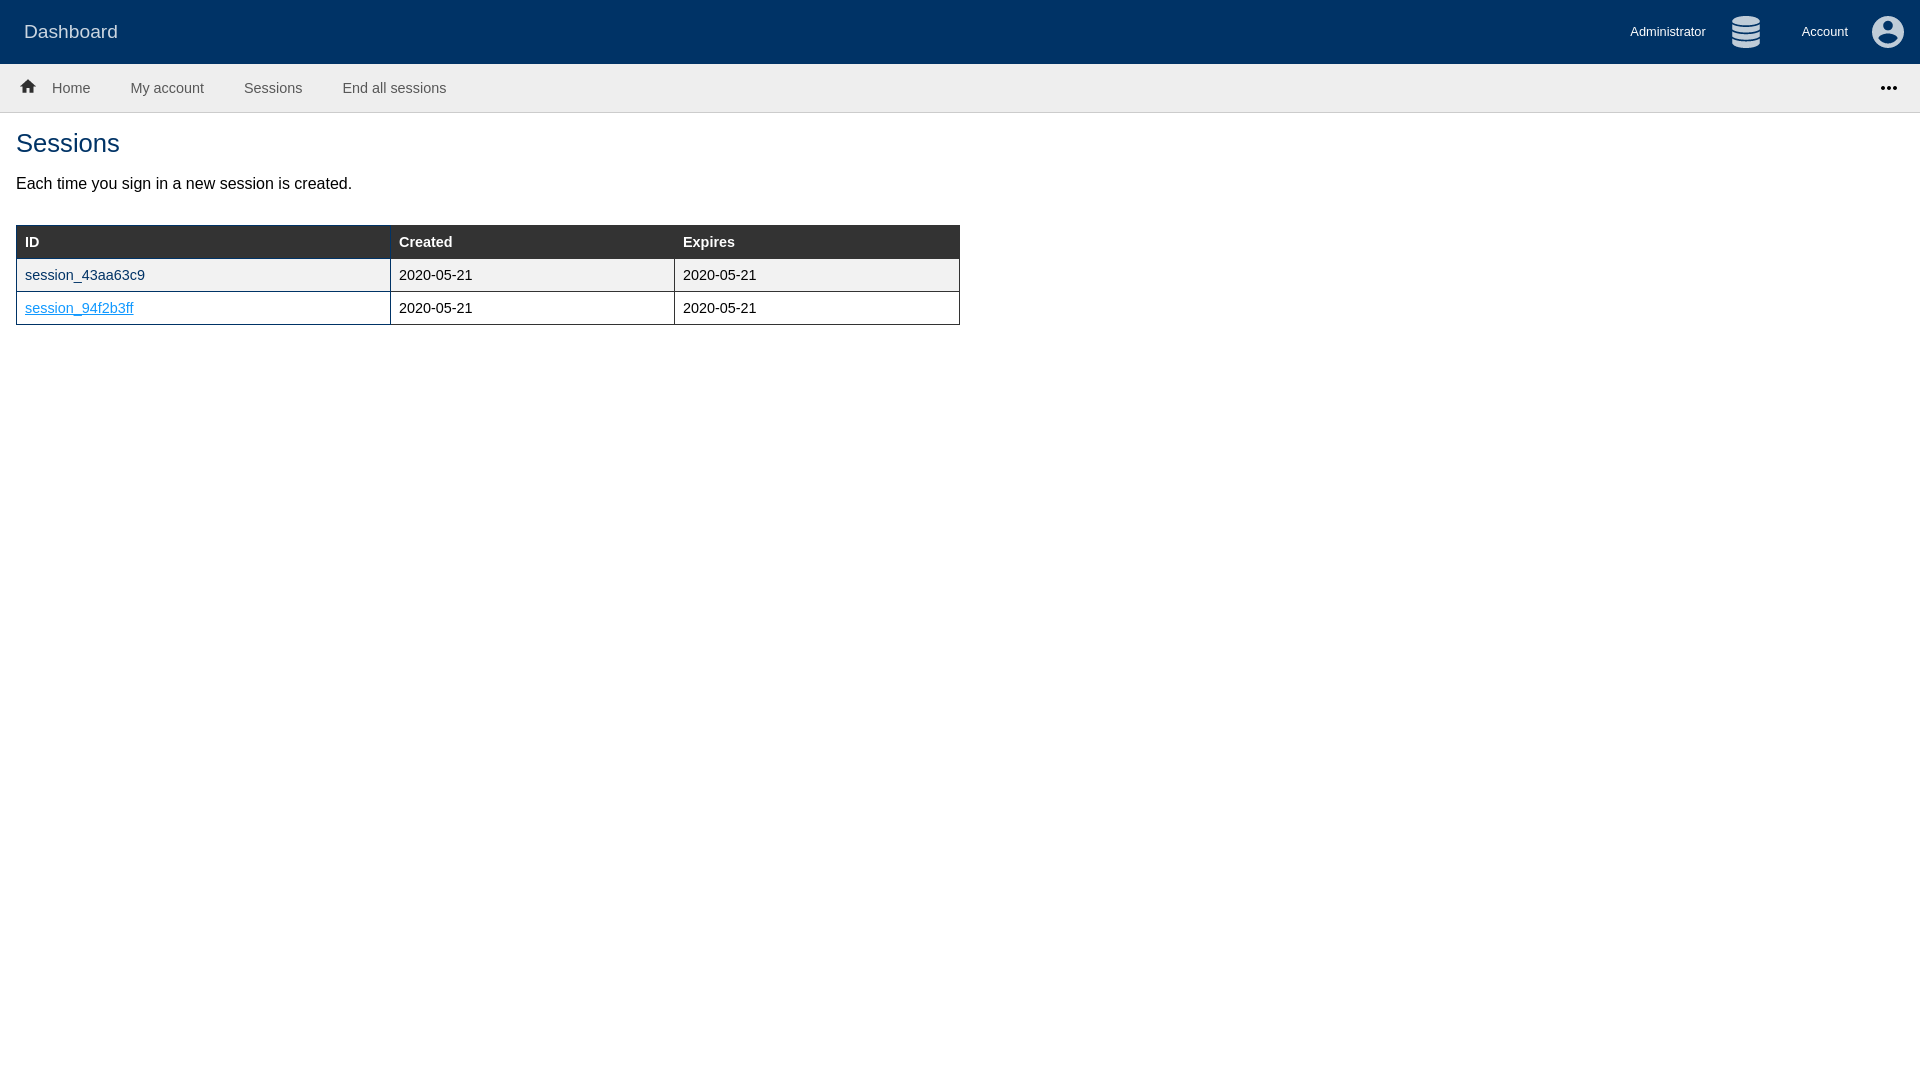 Dashboard
Administrator
Account
Home
My account
Sessions
End all sessions
Sessions
Each time you sign in a new session is created.
ID Created Expires
session_43aa63c9 2020-05-21 2020-05-21
session_94f2b3ff 2020-05-21 2020-05-21